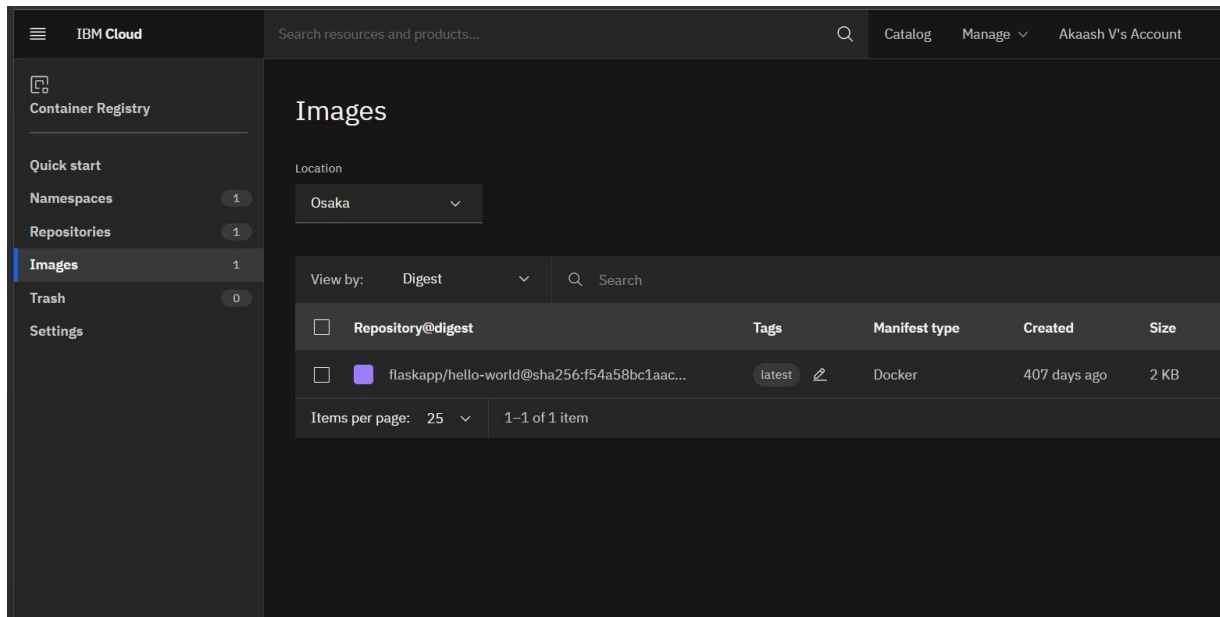 IBM Cloud
Search resources and products...
Catalog
Manage
Akaash V's Account
Container Registry
Quick start
Namespaces 1
Repositories 1
Images 1
Trash 0
Settings
Images
Location
Osaka
View by: Digest
Search
Repository@digest Tags Manifest type Created Size
flaskapp/hello-world@sha256:f54a58bc1aac... latest Docker 407 days ago 2 KB
Items per page: 25 1–1 of 1 item